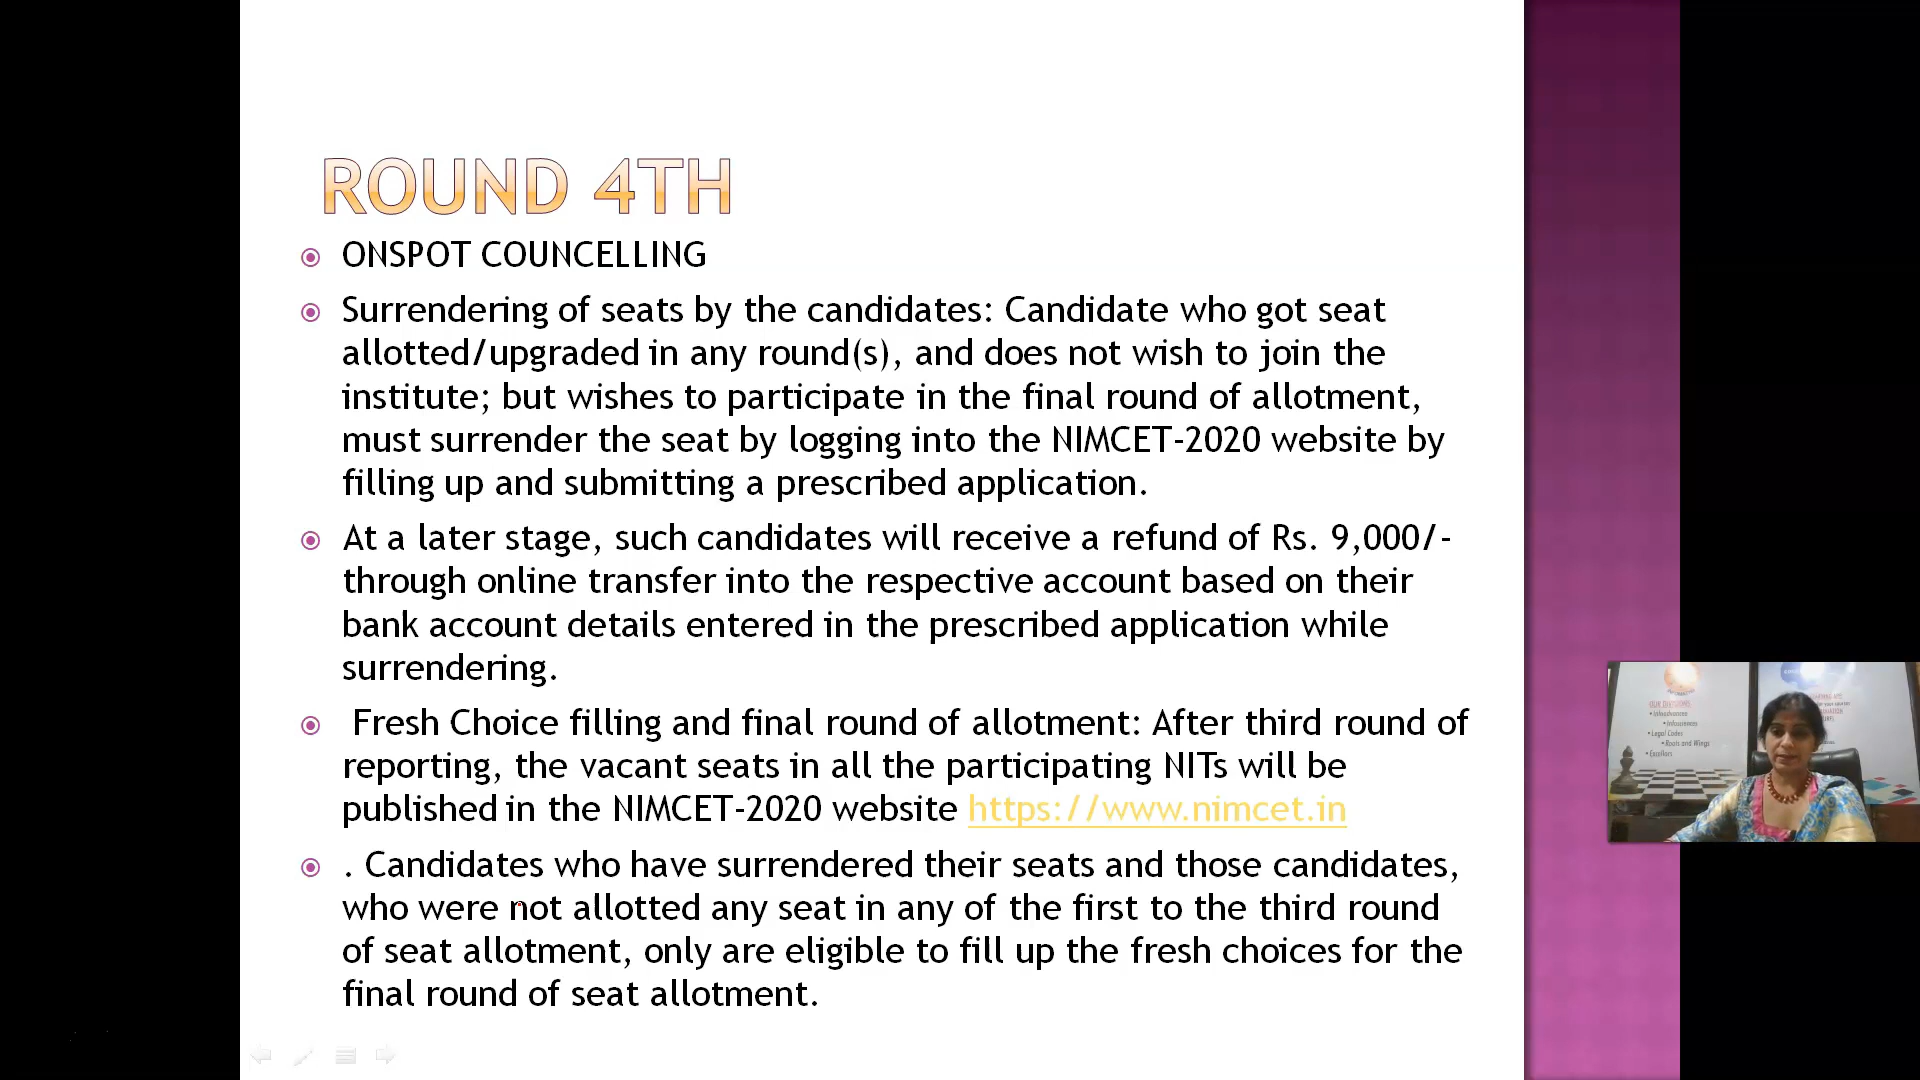 ROUND 4TH
ONSPOT COUNCELLING
Surrendering of seats by the candidates: Candidate who got seat
allotted/upgraded in any round(s), and does not wish to join the
institute; but wishes to participate in the final round of allotment,
must surrender the seat by logging into the NIMCET-2020 website by
filling up and submitting a prescribed application.
At a later stage, such candidates will receive a refund of Rs. 9,000/-
through online transfer into the respective account based on their
bank account details entered in the prescribed application while
surrendering.
Fresh Choice filling and final round of allotment: After third round of
reporting, the vacant seats in all the participating NITs will be
published in the NIMCET-2020 website https://www.nimcet.in
. Candidates who have surrendered their seats and those candidates,
who were not allotted any seat in any of the first to the third round
of seat allotment, only are eligible to fill up the fresh choices for the
final round of seat allotment.
Legal Codes
Roots and Wings